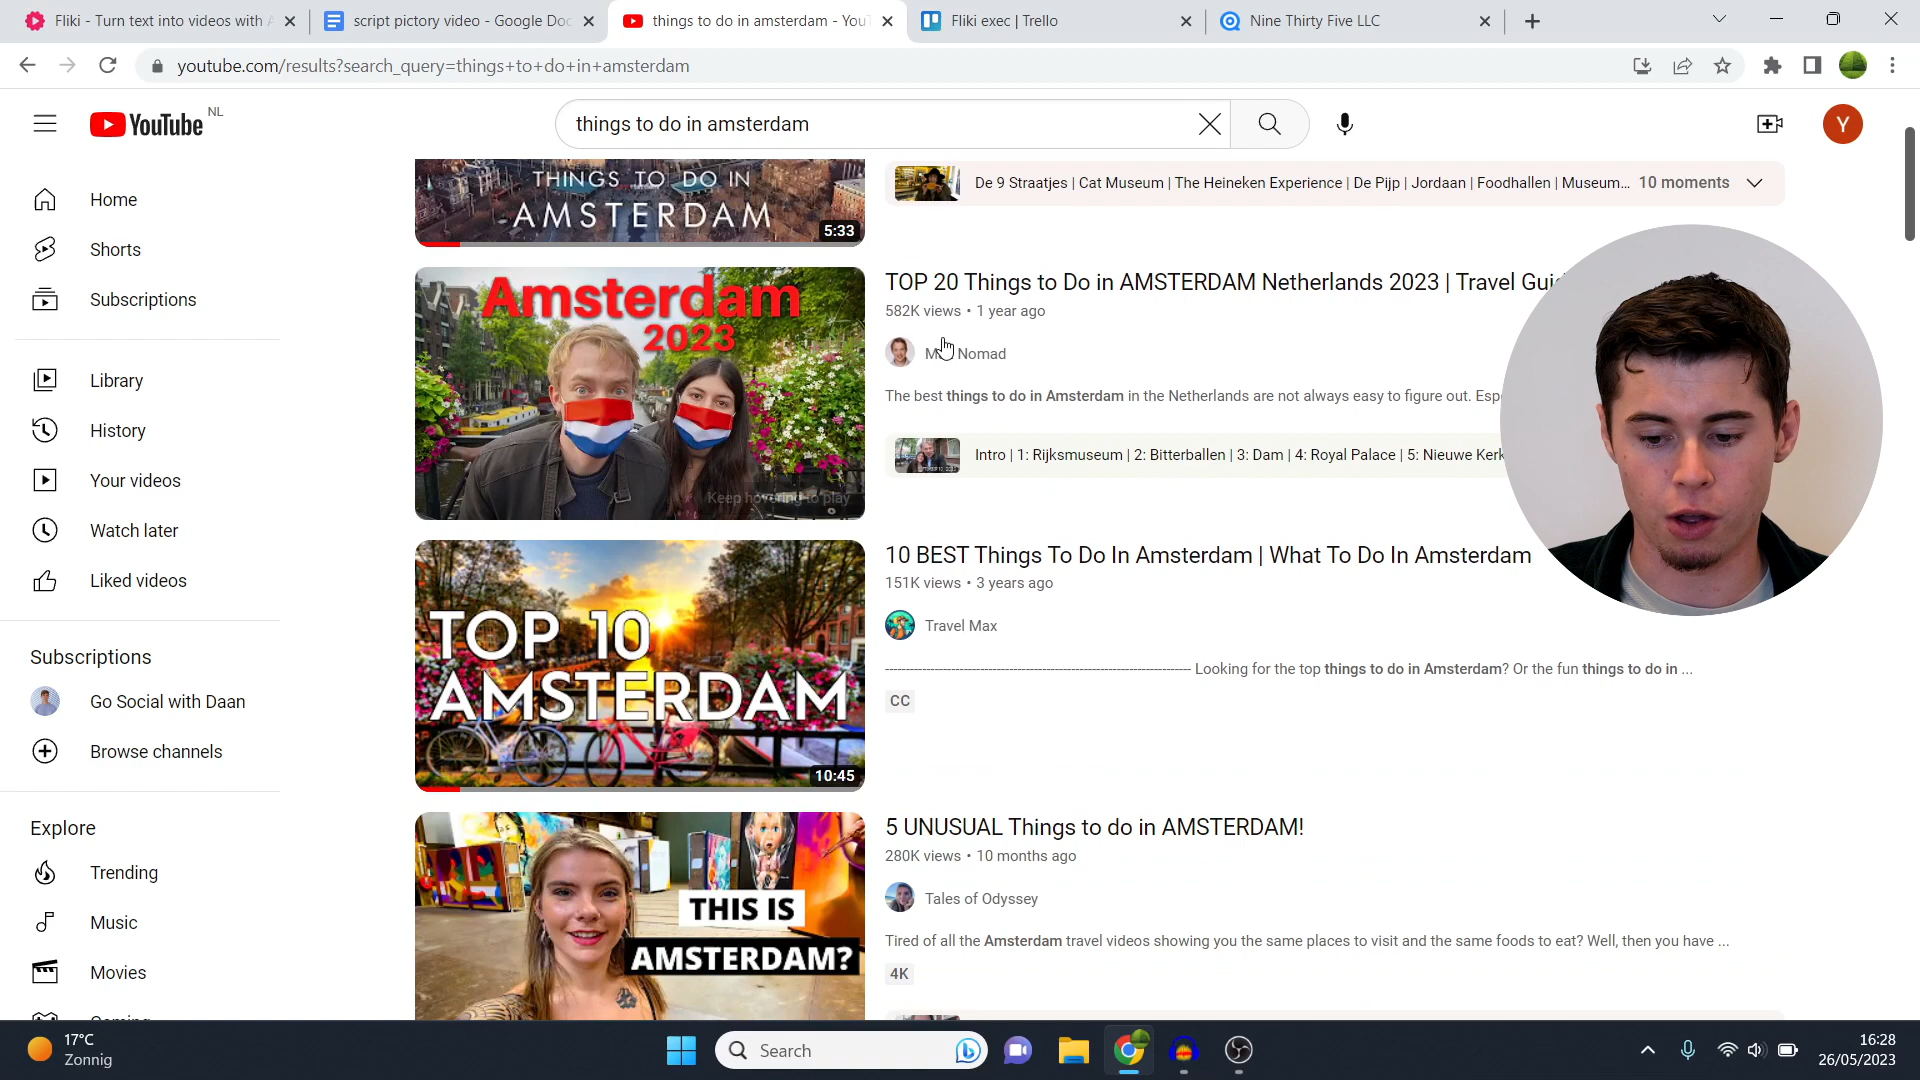 Fliki - Turn text into videos with
script pictory video - Google Doc
things to do in amsterdam - You
Fliki exec | Trello
Nine Thirty Five LLC
youtube.com/results?search_query=things+to+do+in+amsterdam
YouTube NL
things to do in amsterdam
Y
Home
Shorts
Subscriptions
Library
History
Your videos
Watch later
Liked videos
Subscriptions
Go Social with Daan
Browse channels
Explore
Trending
Music
Movies
THINGS TO DO IN
AMSTERDAM
5:33
De 9 Straatjes | Cat Museum | The Heineken Experience | De Pijp | Jordaan | Foodhallen | Museum... 10 moments
Amsterdam
2023
Keep hovering to play
TOP 20 Things to Do in AMSTERDAM Netherlands 2023 | Travel
582K views • 1 year ago
Nomad
The best things to do in Amsterdam in the Netherlands are not always easy to figure out.
Intro | 1: Rijksmuseum | 2: Bitterballen | 3: Dam | 4: Royal Palace | 5: Nieuwe Kerk
TOP 10
AMSTERDAM
10:45
10 BEST Things To Do In Amsterdam | What To Do In Amsterdam
151K views • 3 years ago
Travel Max
Looking for the top things to do in Amsterdam? Or the fun things to do in ...
CC
THIS IS
AMSTERDAM?
5 UNUSUAL Things to do in AMSTERDAM!
280K views • 10 months ago
Tales of Odyssey
Tired of all the Amsterdam travel videos showing you the same places to visit and the same foods to eat? Well, then you have ...
4K
17°C
Zonnig
Search
16:28
26/05/2023